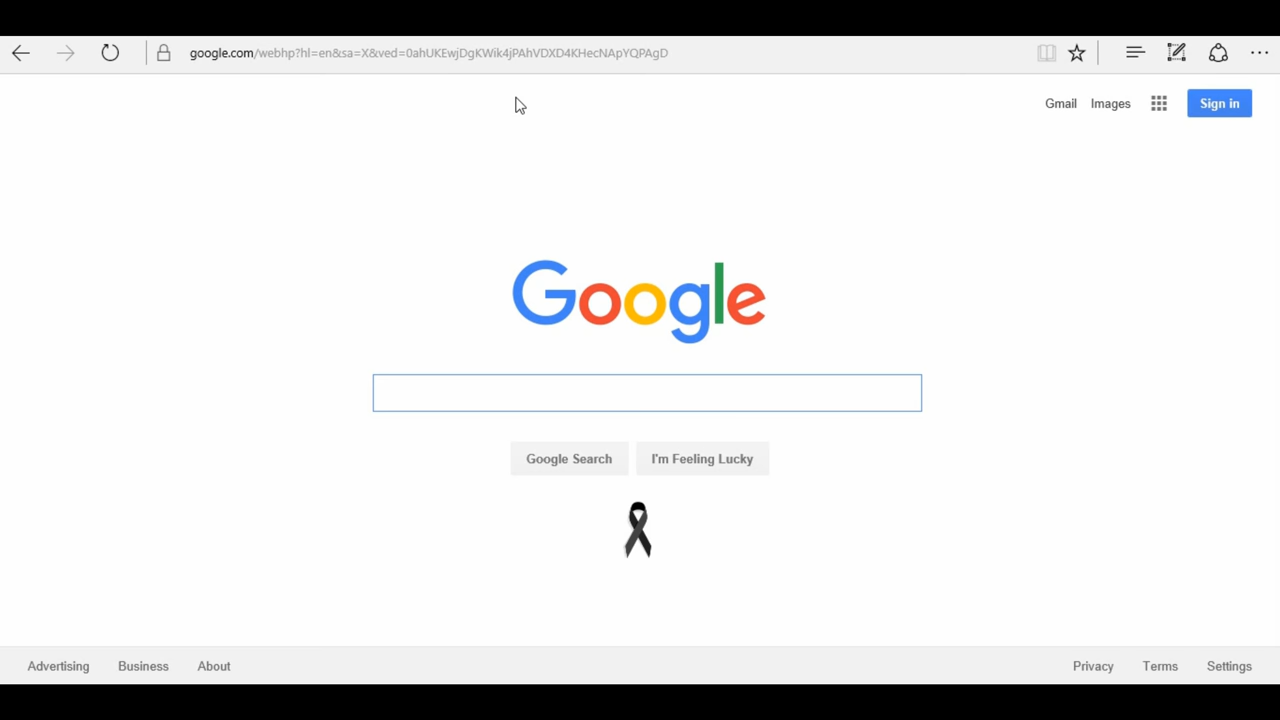 google.com/webhp?hl=en&sa=X&ved=0ahUKEwjDgKWik4jPAhVDXD4KHecNApYQPAgD
Gmail Images Sign in
Google
Google Search I'm Feeling Lucky
Advertising Business About Privacy Terms Settings